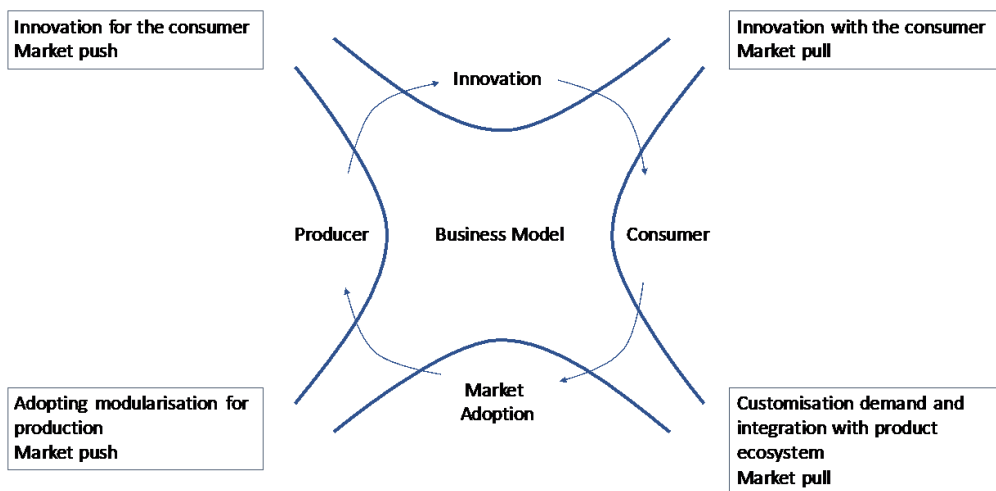 Innovation for the consumer
Market push
Innovation with the consumer
Market pull
Innovation
Producer
Business Model
Consumer
Market
Adoption
Adopting modularisation for
production
Market push
Customisation demand and
integration with product
ecosystem
Market pull